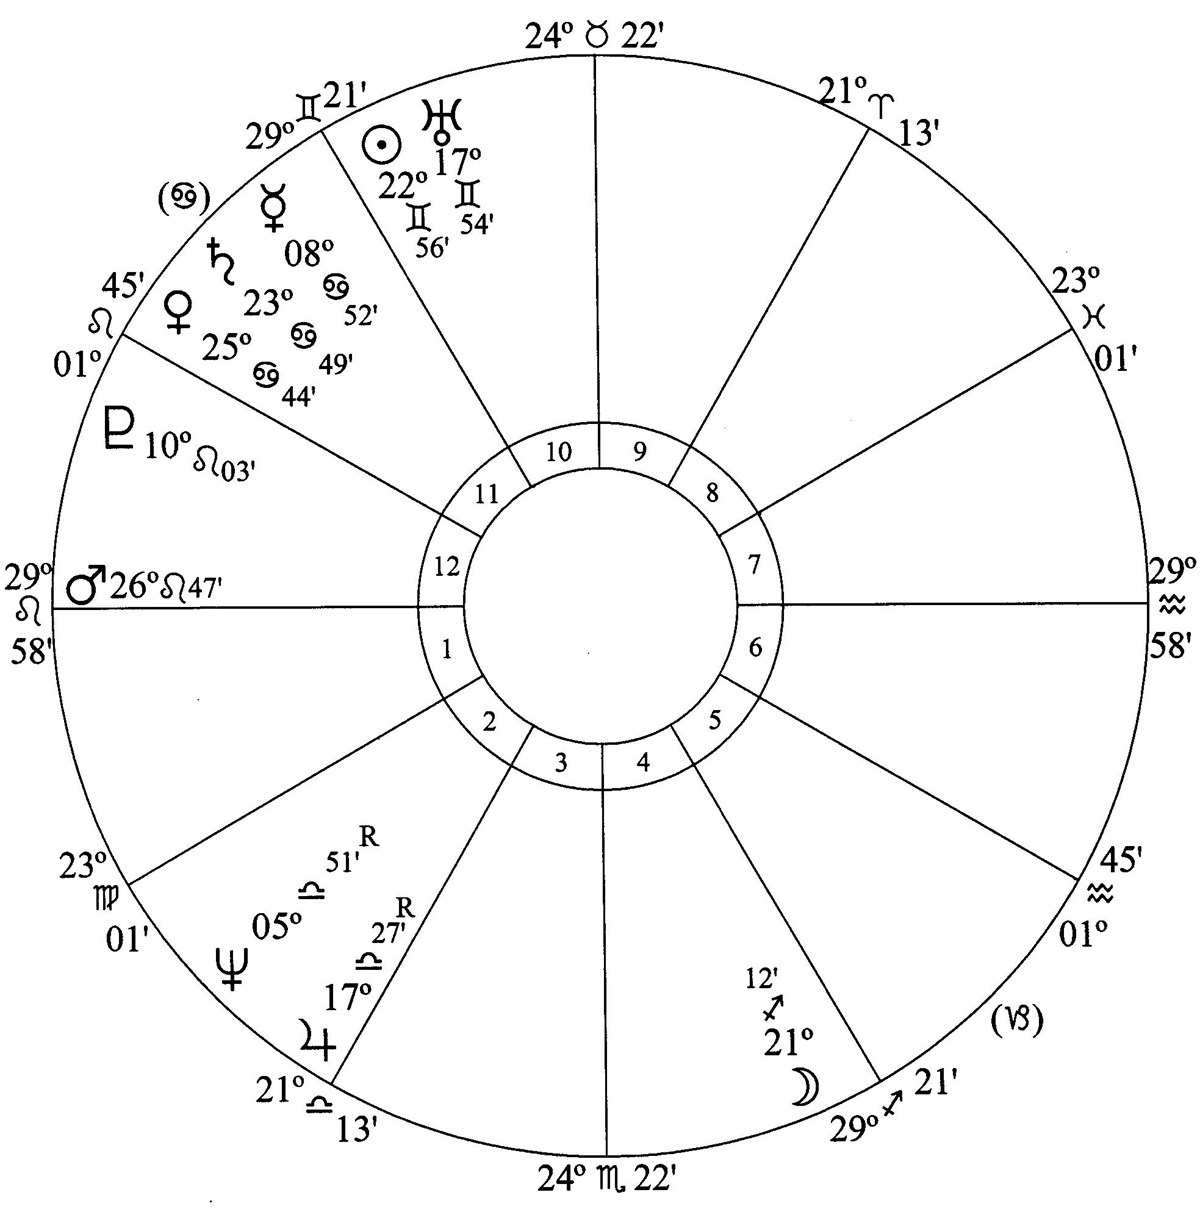 24° ♉ 22'
21° ♈ 13'
29° ♊ 21'
☉ 22° ♊ 56'
♅ 17° ♊ 54'
(♋)
☿ 08° ♋ 52'
♄ 23° ♋ 49'
♀ 25° ♋ 44'
23° ♓ 01'
45' ♌ 01°
♇ 10° ♌ 03'
10 9
11 8
12 7
29° ♌ 58'
♂ 26° ♌ 47'
29° ♒ 58'
1 6
2 5
3 4
23° ♍ 01'
♆ 05° ♎ 51' R
♃ 17° ♎ 27' R
12' ♐ 21° ☽
45' ♒ 01°
(♑)
21° ♎ 13'
29° ♐ 21'
24° ♏ 22'